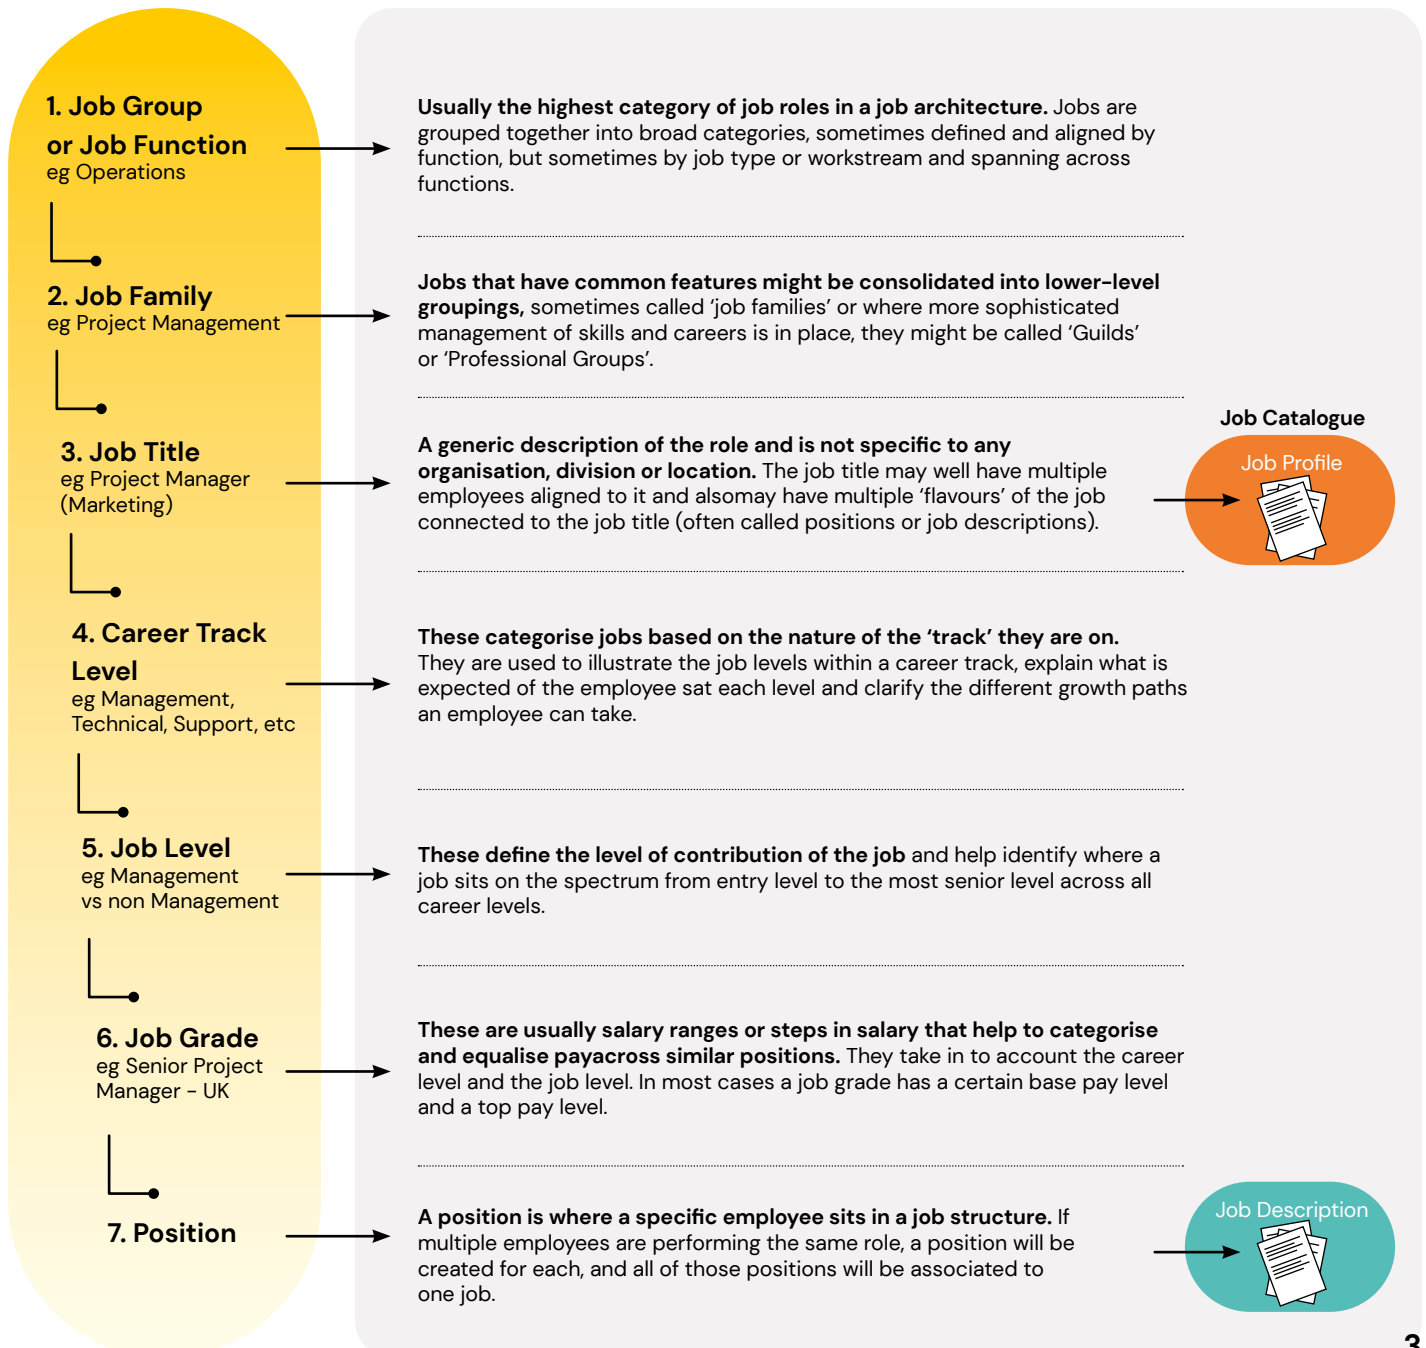 1. Job Group
or Job Function
eg Operations
Usually the highest category of job roles in a job architecture. Jobs are
grouped together into broad categories, sometimes defined and aligned by
function, but sometimes by job type or workstream and spanning across
functions.
2. Job Family
eg Project Management
Jobs that have common features might be consolidated into lower-level
groupings, sometimes called ‘job families’ or where more sophisticated
management of skills and careers is in place, they might be called ‘Guilds’
or ‘Professional Groups’.
3. Job Title
eg Project Manager
(Marketing)
A generic description of the role and is not specific to any
organisation, division or location. The job title may well have multiple
employees aligned to it and alsomay have multiple ‘flavours’ of the job
connected to the job title (often called positions or job descriptions).
Job Catalogue
Job Profile
4. Career Track
Level
eg Management,
Technical, Support, etc
These categorise jobs based on the nature of the ‘track’ they are on.
They are used to illustrate the job levels within a career track, explain what is
expected of the employee sat each level and clarify the different growth paths
an employee can take.
5. Job Level
eg Management
vs non Management
These define the level of contribution of the job and help identify where a
job sits on the spectrum from entry level to the most senior level across all
career levels.
6. Job Grade
eg Senior Project
Manager - UK
These are usually salary ranges or steps in salary that help to categorise
and equalise payacross similar positions. They take in to account the career
level and the job level. In most cases a job grade has a certain base pay level
and a top pay level.
7. Position
A position is where a specific employee sits in a job structure. If
multiple employees are performing the same role, a position will be
created for each, and all of those positions will be associated to
one job.
Job Description
3